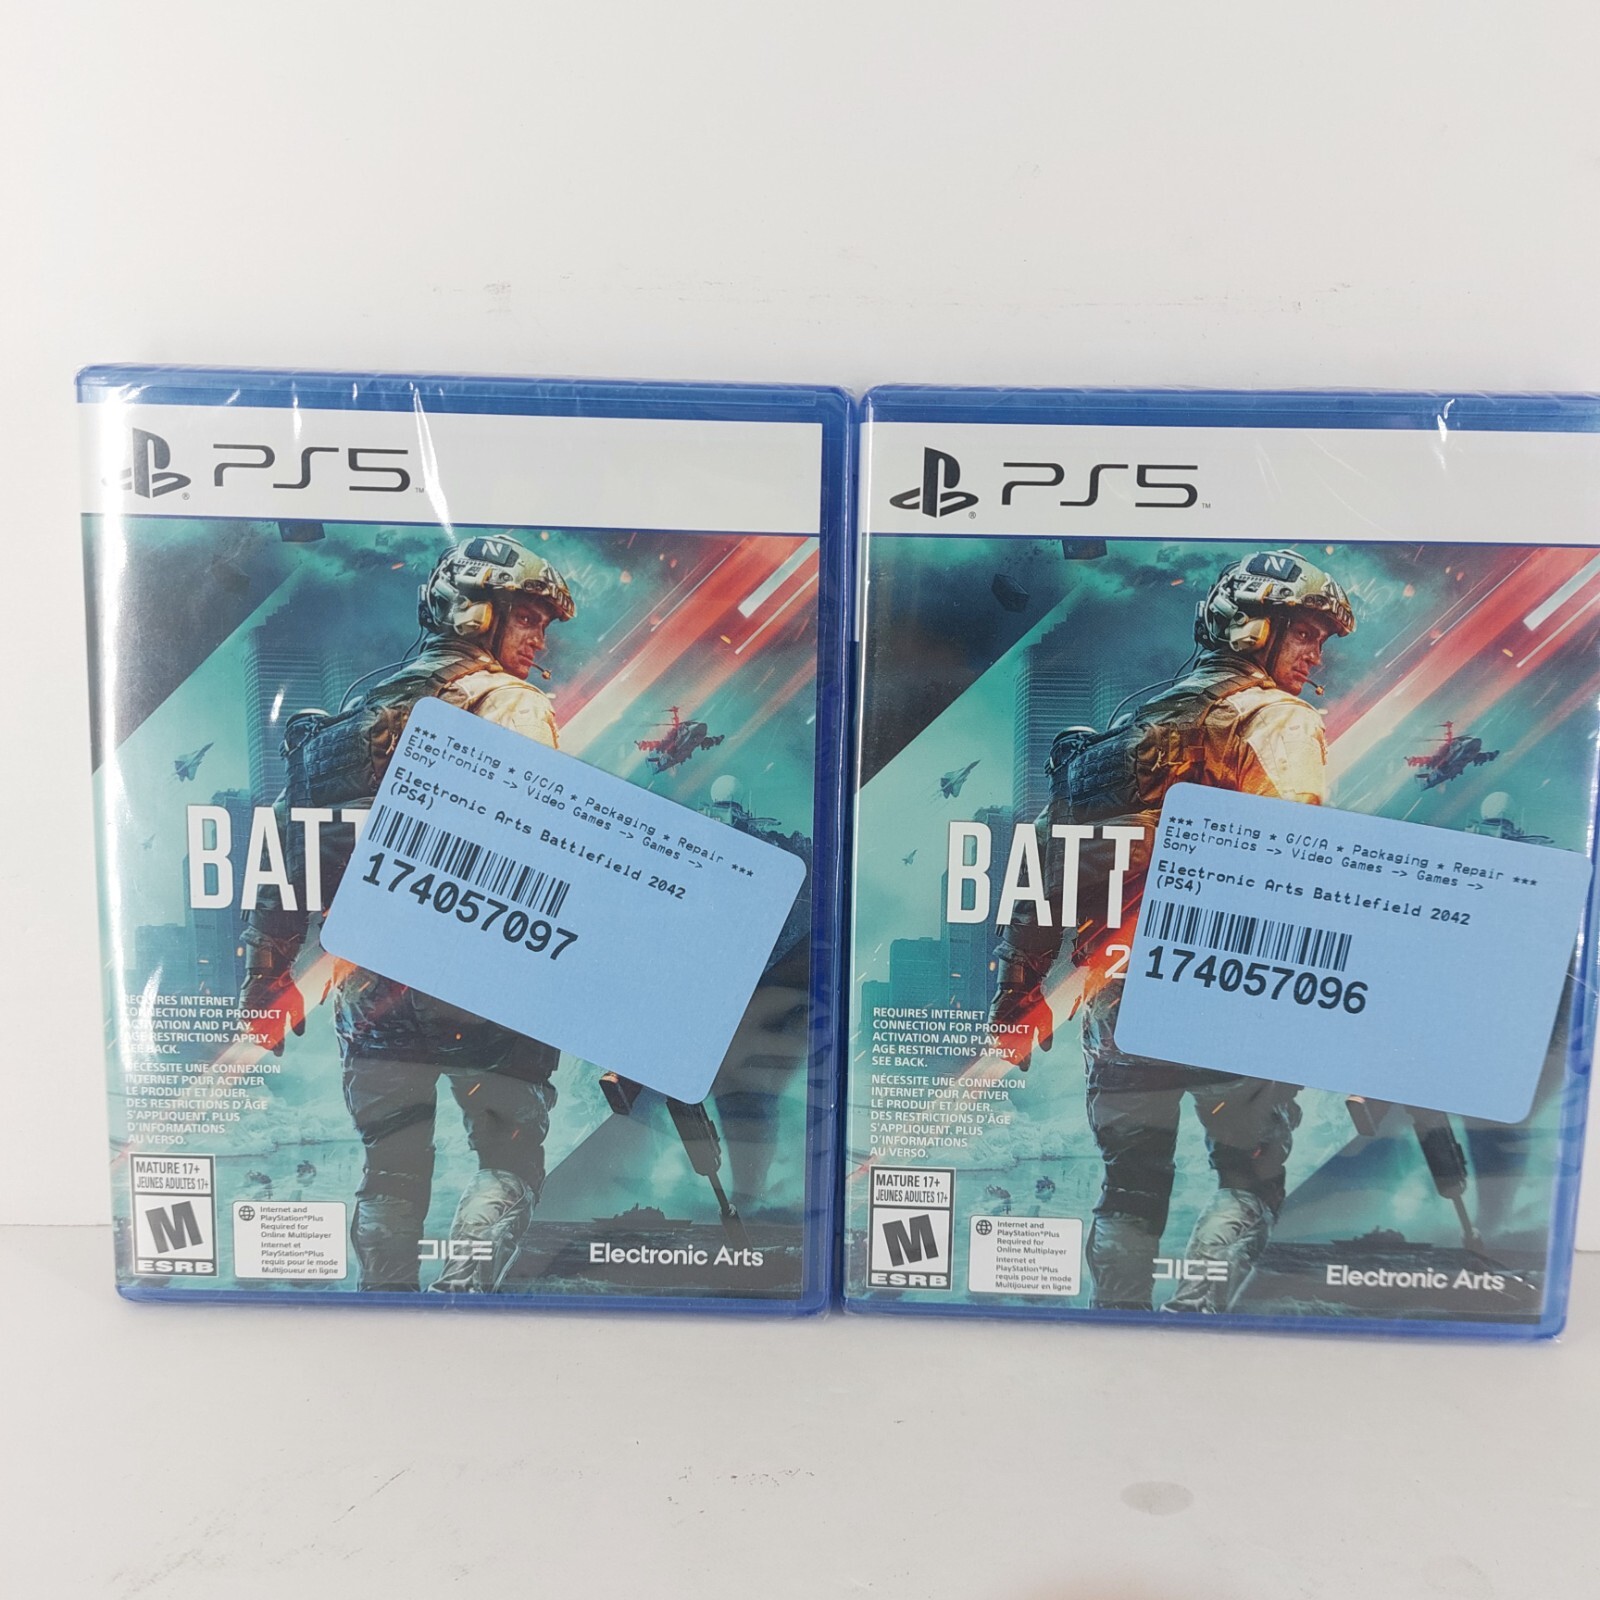 PS5
*** Testing * G/C/A * Packaging * Repair ***
Electronics -> Video Games -> Games ->
Sony
Electronic Arts Battlefield 2042
(PS4)
174057097
BATT
REQUIRES INTERNET
CONNECTION FOR PRODUCT
ACTIVATION AND PLAY.
AGE RESTRICTIONS APPLY.
SEE BACK.
NÉCESSITE UNE CONNEXION
INTERNET POUR ACTIVER
LE PRODUIT ET JOUER.
DES RESTRICTIONS D'ÂGE
S'APPLIQUENT. PLUS
D'INFORMATIONS
AU VERSO.
MATURE 17+
JEUNES ADULTES 17+
M
ESRB
Internet and
PlayStation®Plus
Required for
Online Multiplayer
Internet et
PlayStation®Plus
requis pour le mode
Multijoueur en ligne
DICE
Electronic Arts
PS5
*** Testing * G/C/A * Packaging * Repair ***
Electronics -> Video Games -> Games ->
Sony
Electronic Arts Battlefield 2042
(PS4)
174057096
BATT
2
REQUIRES INTERNET
CONNECTION FOR PRODUCT
ACTIVATION AND PLAY.
AGE RESTRICTIONS APPLY.
SEE BACK.
NÉCESSITE UNE CONNEXION
INTERNET POUR ACTIVER
LE PRODUIT ET JOUER.
DES RESTRICTIONS D'ÂGE
S'APPLIQUENT. PLUS
D'INFORMATIONS
AU VERSO.
MATURE 17+
JEUNES ADULTES 17+
M
ESRB
Internet and
PlayStation®Plus
Required for
Online Multiplayer
Internet et
PlayStation®Plus
requis pour le mode
Multijoueur en ligne
DICE
Electronic Arts